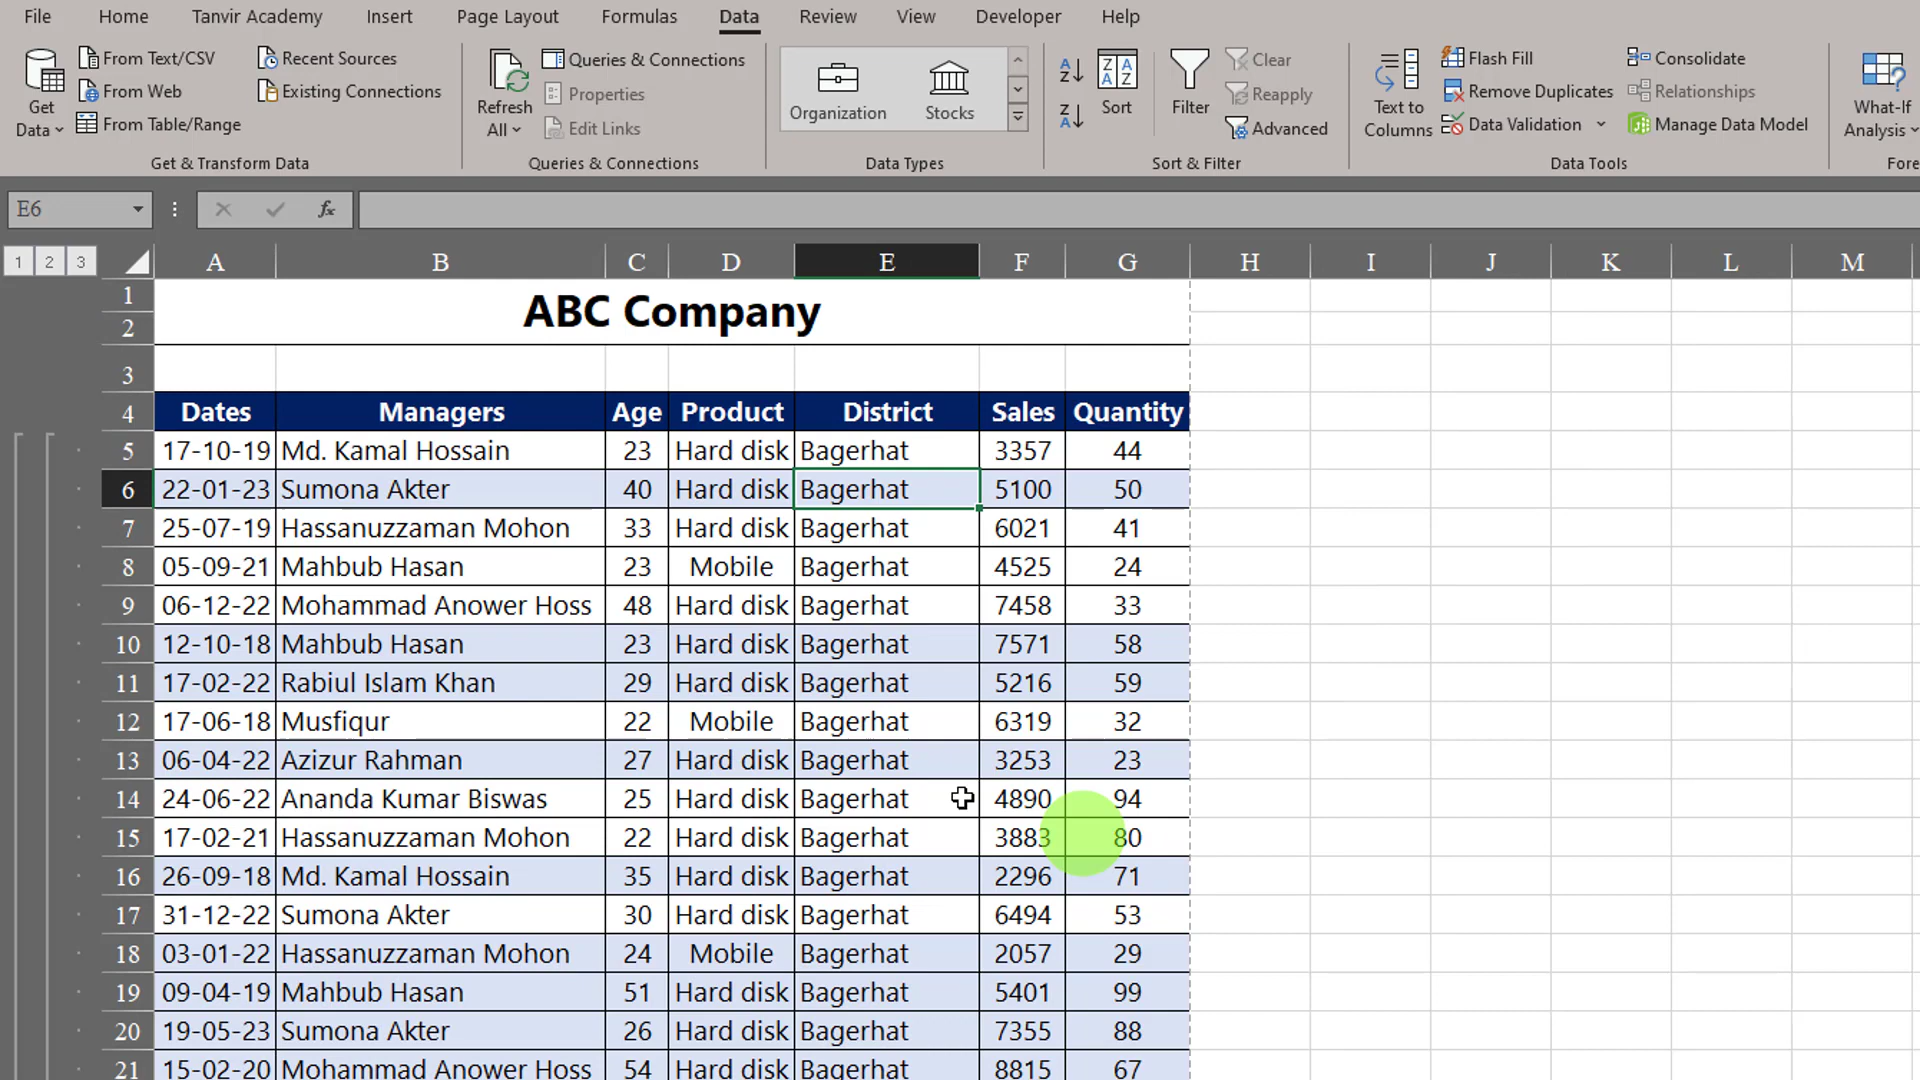 File Home Tanvir Academy Insert Page Layout Formulas Data Review View Developer Help
Get Data
From Text/CSV
From Web
From Table/Range
Recent Sources
Existing Connections
Get & Transform Data
Refresh All
Queries & Connections
Properties
Edit Links
Queries & Connections
Organization Stocks
Data Types
Sort
Filter
Clear
Reapply
Advanced
Sort & Filter
Text to Columns
Flash Fill
Remove Duplicates
Data Validation
Consolidate
Relationships
Manage Data Model
Data Tools
What-If Analysis
Fore
E6 fx
1 2 3 A B C D E F G H I J K L M
1
2 ABC Company
3
4 Dates Managers Age Product District Sales Quantity
5 17-10-19 Md. Kamal Hossain 23 Hard disk Bagerhat 3357 44
6 22-01-23 Sumona Akter 40 Hard disk Bagerhat 5100 50
7 25-07-19 Hassanuzzaman Mohon 33 Hard disk Bagerhat 6021 41
8 05-09-21 Mahbub Hasan 23 Mobile Bagerhat 4525 24
9 06-12-22 Mohammad Anower Hoss 48 Hard disk Bagerhat 7458 33
10 12-10-18 Mahbub Hasan 23 Hard disk Bagerhat 7571 58
11 17-02-22 Rabiul Islam Khan 29 Hard disk Bagerhat 5216 59
12 17-06-18 Musfiqur 22 Mobile Bagerhat 6319 32
13 06-04-22 Azizur Rahman 27 Hard disk Bagerhat 3253 23
14 24-06-22 Ananda Kumar Biswas 25 Hard disk Bagerhat 4890 94
15 17-02-21 Hassanuzzaman Mohon 22 Hard disk Bagerhat 3883 80
16 26-09-18 Md. Kamal Hossain 35 Hard disk Bagerhat 2296 71
17 31-12-22 Sumona Akter 30 Hard disk Bagerhat 6494 53
18 03-01-22 Hassanuzzaman Mohon 24 Mobile Bagerhat 2057 29
19 09-04-19 Mahbub Hasan 51 Hard disk Bagerhat 5401 99
20 19-05-23 Sumona Akter 26 Hard disk Bagerhat 7355 88
21 15-02-20 Mohammad Anower Hoss 54 Hard disk Bagerhat 8815 67